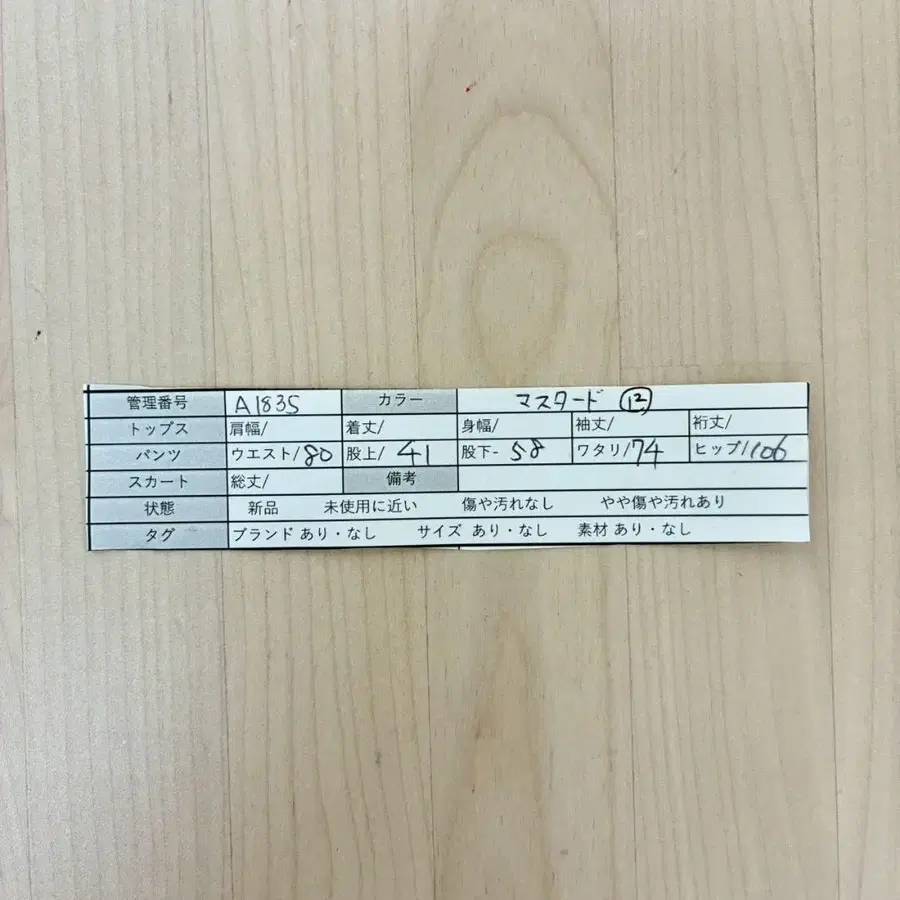 管理番号 A1835 カラー マスタード ⑫
トップス 肩幅/ 着丈/ 身幅/ 袖丈/ 裄丈/
パンツ ウエスト/80 股上/ 41 股下- 58 ワタリ/74 ヒップ/106
スカート 総丈/ 備考
状態 新品 未使用に近い 傷や汚れなし やや傷や汚れあり
タグ ブランド あり・なし サイズ あり・なし 素材 あり・なし